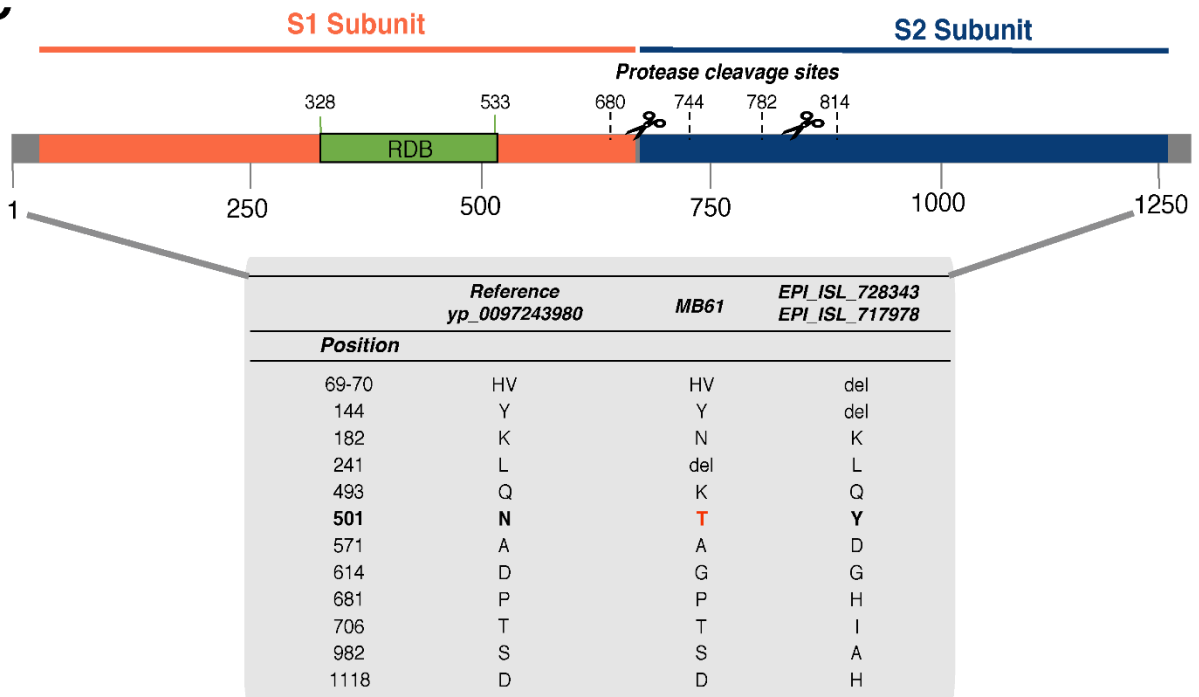 S1 Subunit
S2 Subunit
Protease cleavage sites
328 533 680 744 782 814
RDB
1 250 500 750 1000 1250
Reference yp_0097243980 MB61 EPI_ISL_728343 EPI_ISL_717978
Position
69-70 HV HV del
144 Y Y del
182 K N K
241 L del L
493 Q K Q
501 N T Y
571 A A D
614 D G G
681 P P H
706 T T I
982 S S A
1118 D D H